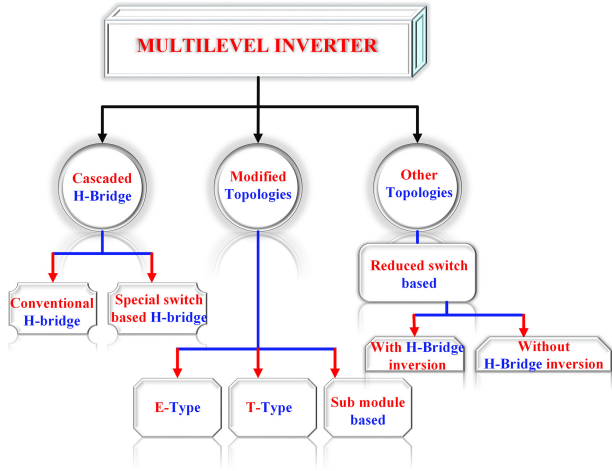 MULTILEVEL INVERTER
Cascaded
H-Bridge
Modified
Topologies
Other
Topologies
Conventional
H-bridge
Special switch
based H-bridge
Reduced switch
based
With H-Bridge
inversion
Without
H-Bridge inversion
E-Type
T-Type
Sub module
based